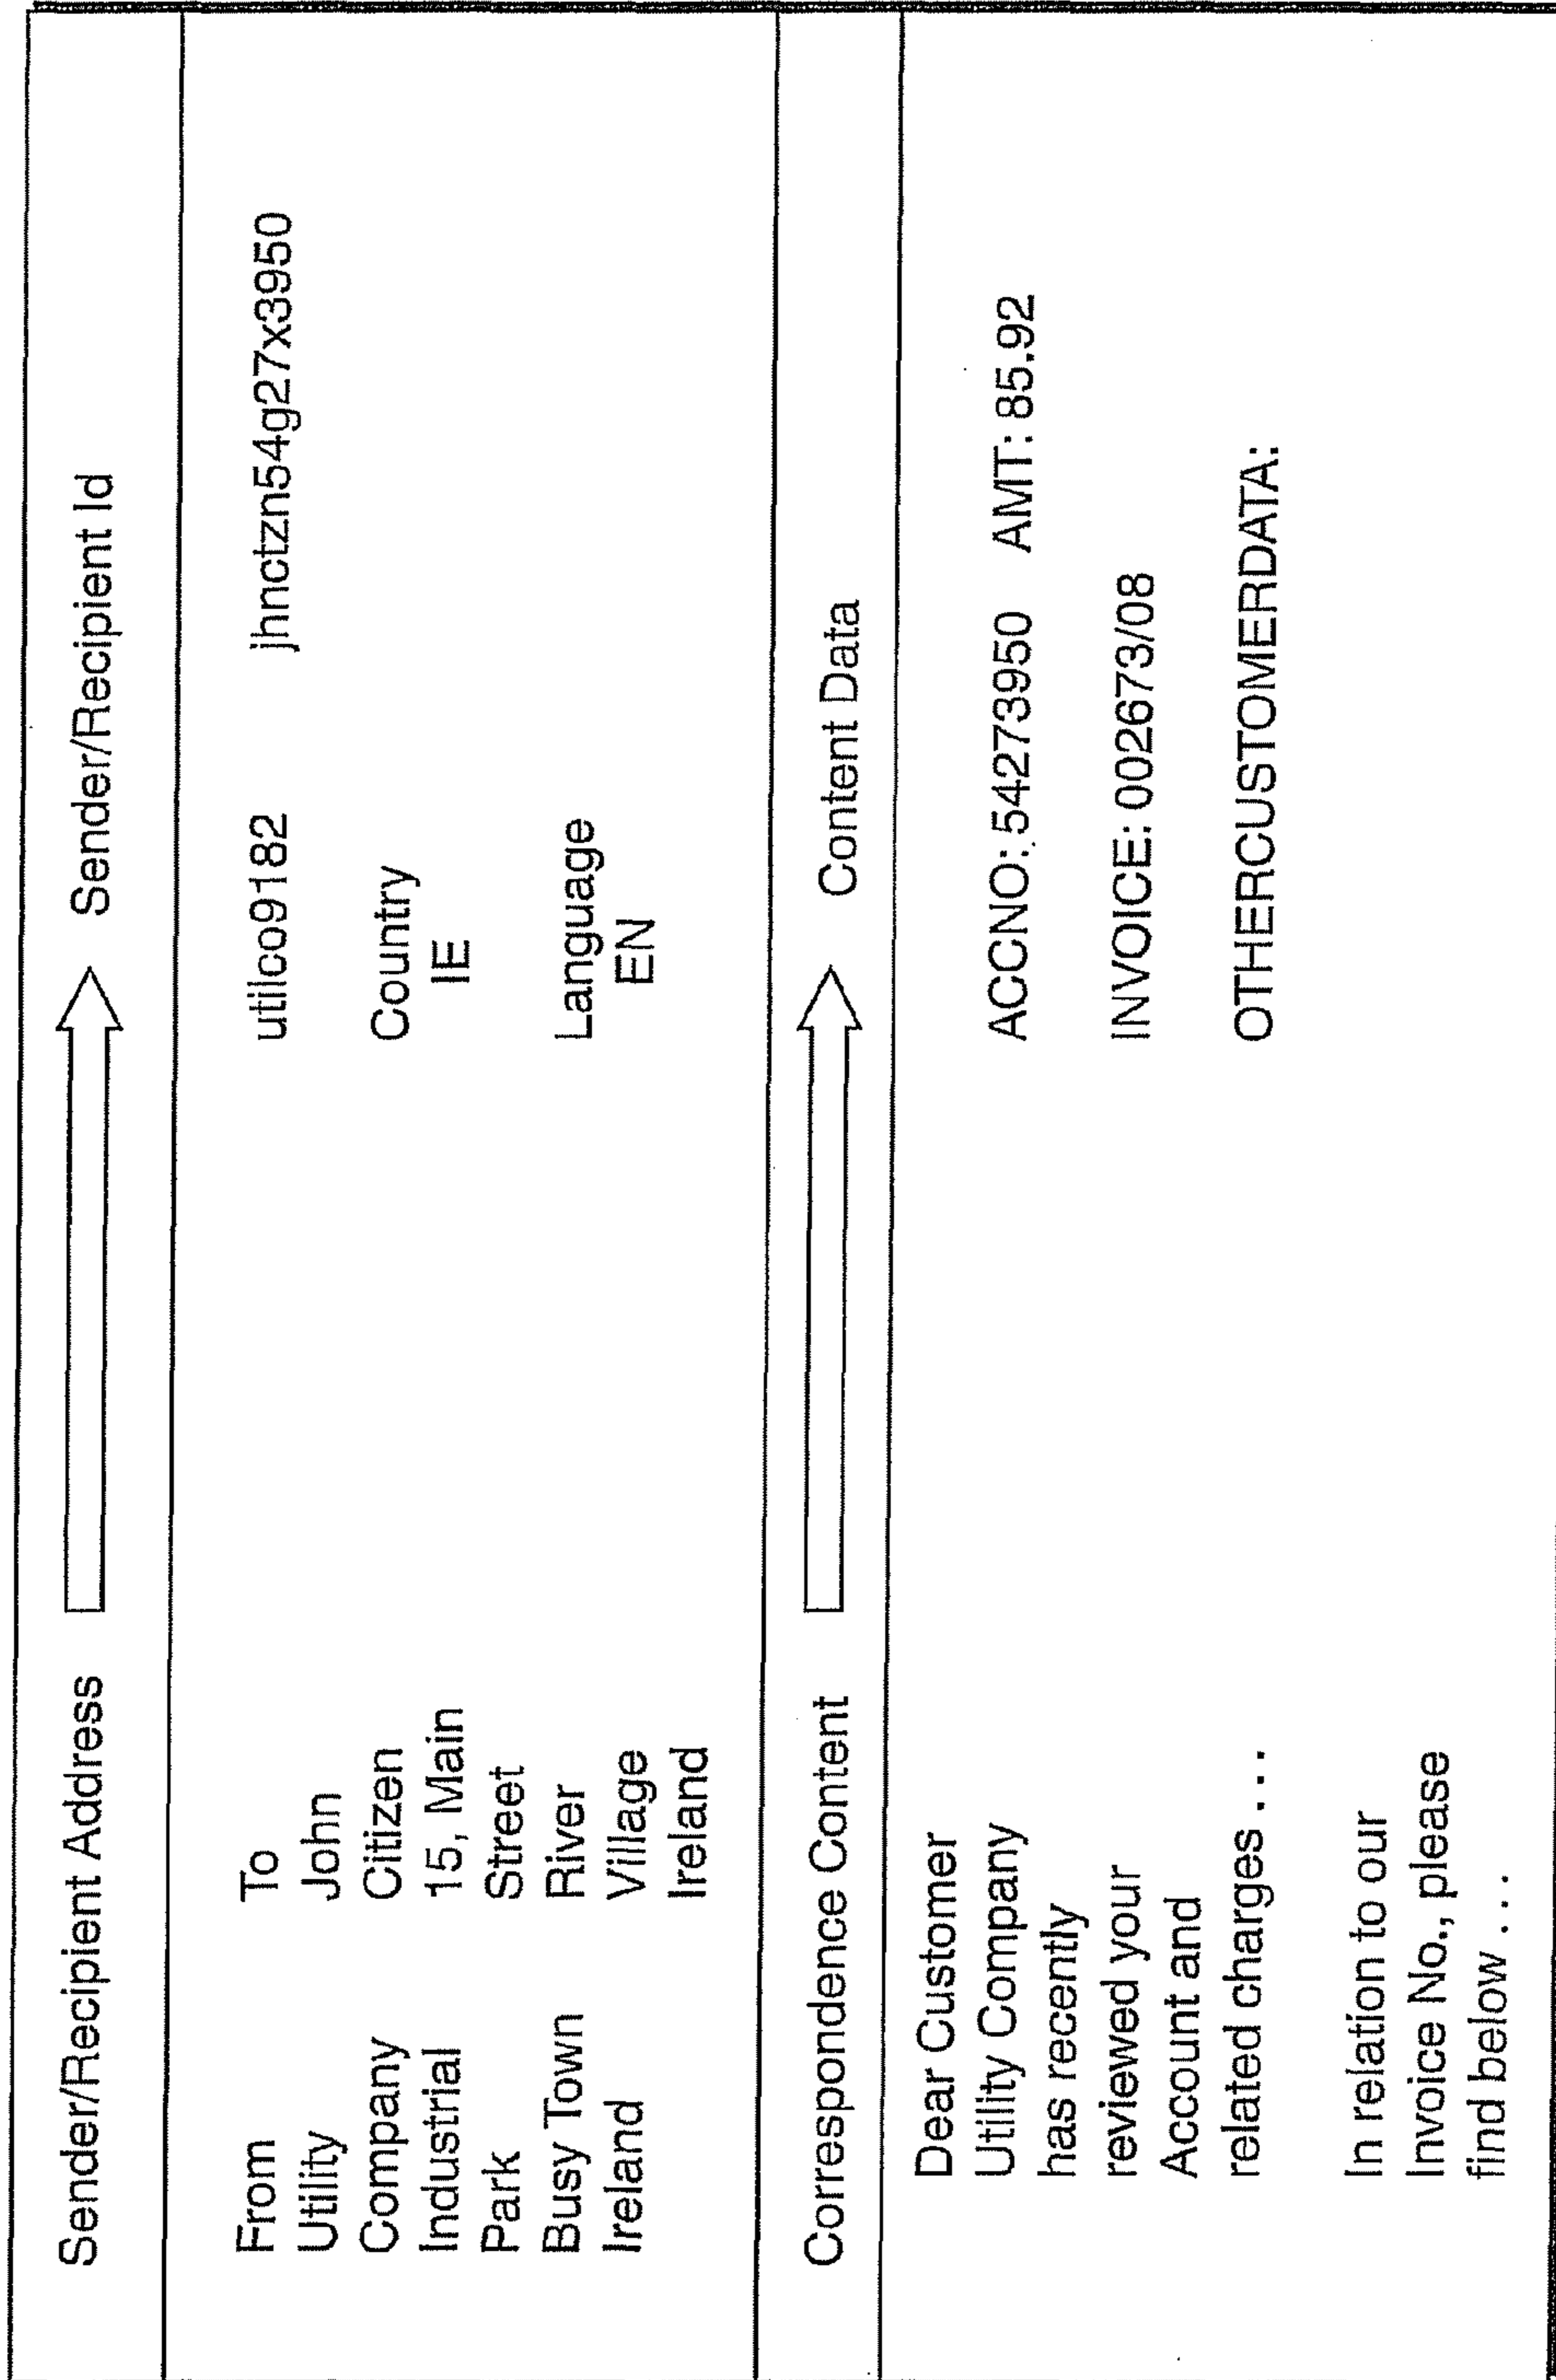 Sender/Recipient Address Sender/Recipient Id
From To utilco9182 jhnctzn54g27x3950
Utility John
Company Citizen Country
Industrial 15, Main IE
Park Street
Busy Town River Language
Ireland Village EN
Ireland
Correspondence Content Content Data
Dear Customer
Utility Company ACCNO: 54273950 AMT: 85.92
has recently
reviewed your INVOICE: 002673/08
Account and
related charges ... OTHERCUSTOMERDATA:
In relation to our
Invoice No., please
find below ...